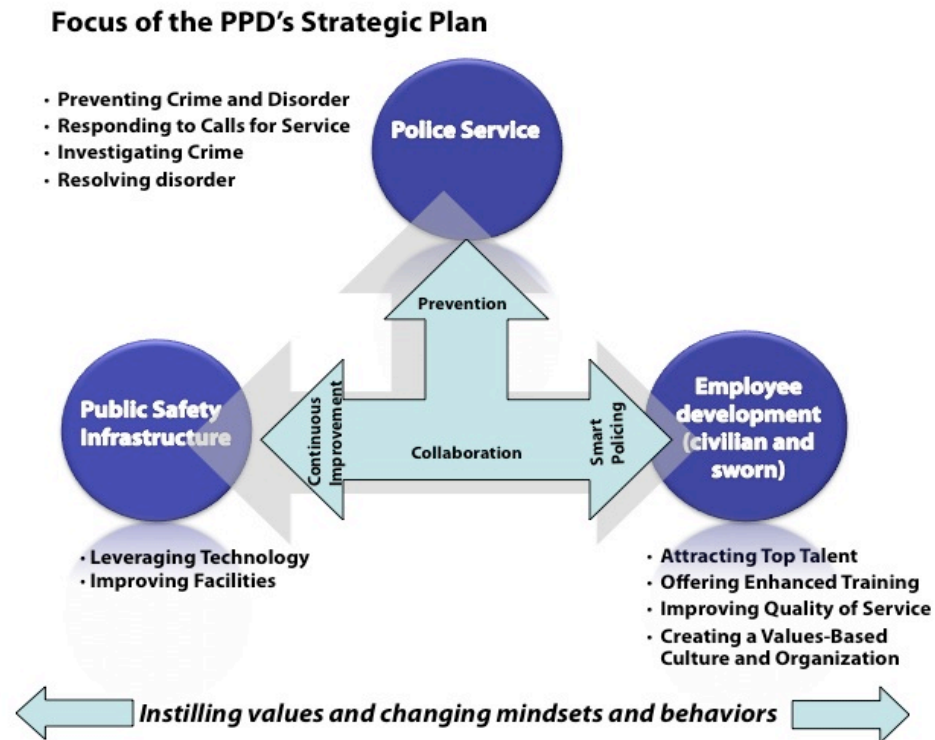 Focus of the PPD's Strategic Plan
• Preventing Crime and Disorder
• Responding to Calls for Service
• Investigating Crime
• Resolving disorder
Police Service
Prevention
Public Safety
Infrastructure
Continuous
Improvement
Collaboration
Smart
Policing
Employee
development
(civilian and
sworn)
• Leveraging Technology
• Improving Facilities
• Attracting Top Talent
• Offering Enhanced Training
• Improving Quality of Service
• Creating a Values-Based
Culture and Organization
Instilling values and changing mindsets and behaviors